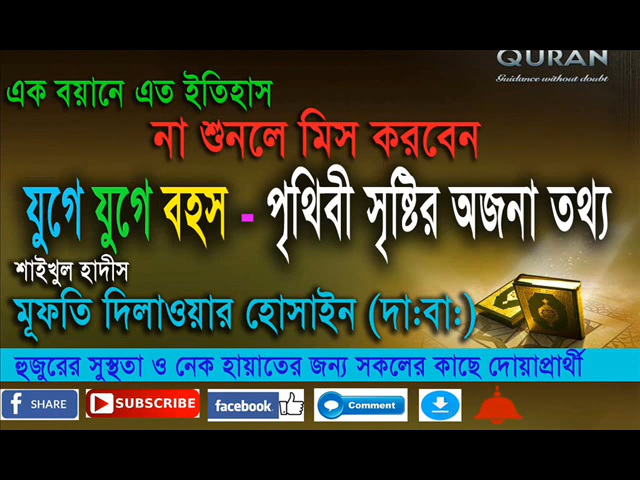 QURAN
Guidance without doubt
এক বয়ানে এত ইতিহাস
না শুনলে মিস করবেন
যুগে যুগে বহস - পৃথিবী সৃষ্টির অজনা তথ্য
শাইখুল হাদীস
মূফতি দিলাওয়ার হোসাইন (দা:বা:)
হুজুরের সুস্থতা ও নেক হায়াতের জন্য সকলের কাছে দোয়াপ্রার্থী
f SHARE SUBSCRIBE facebook. Comment